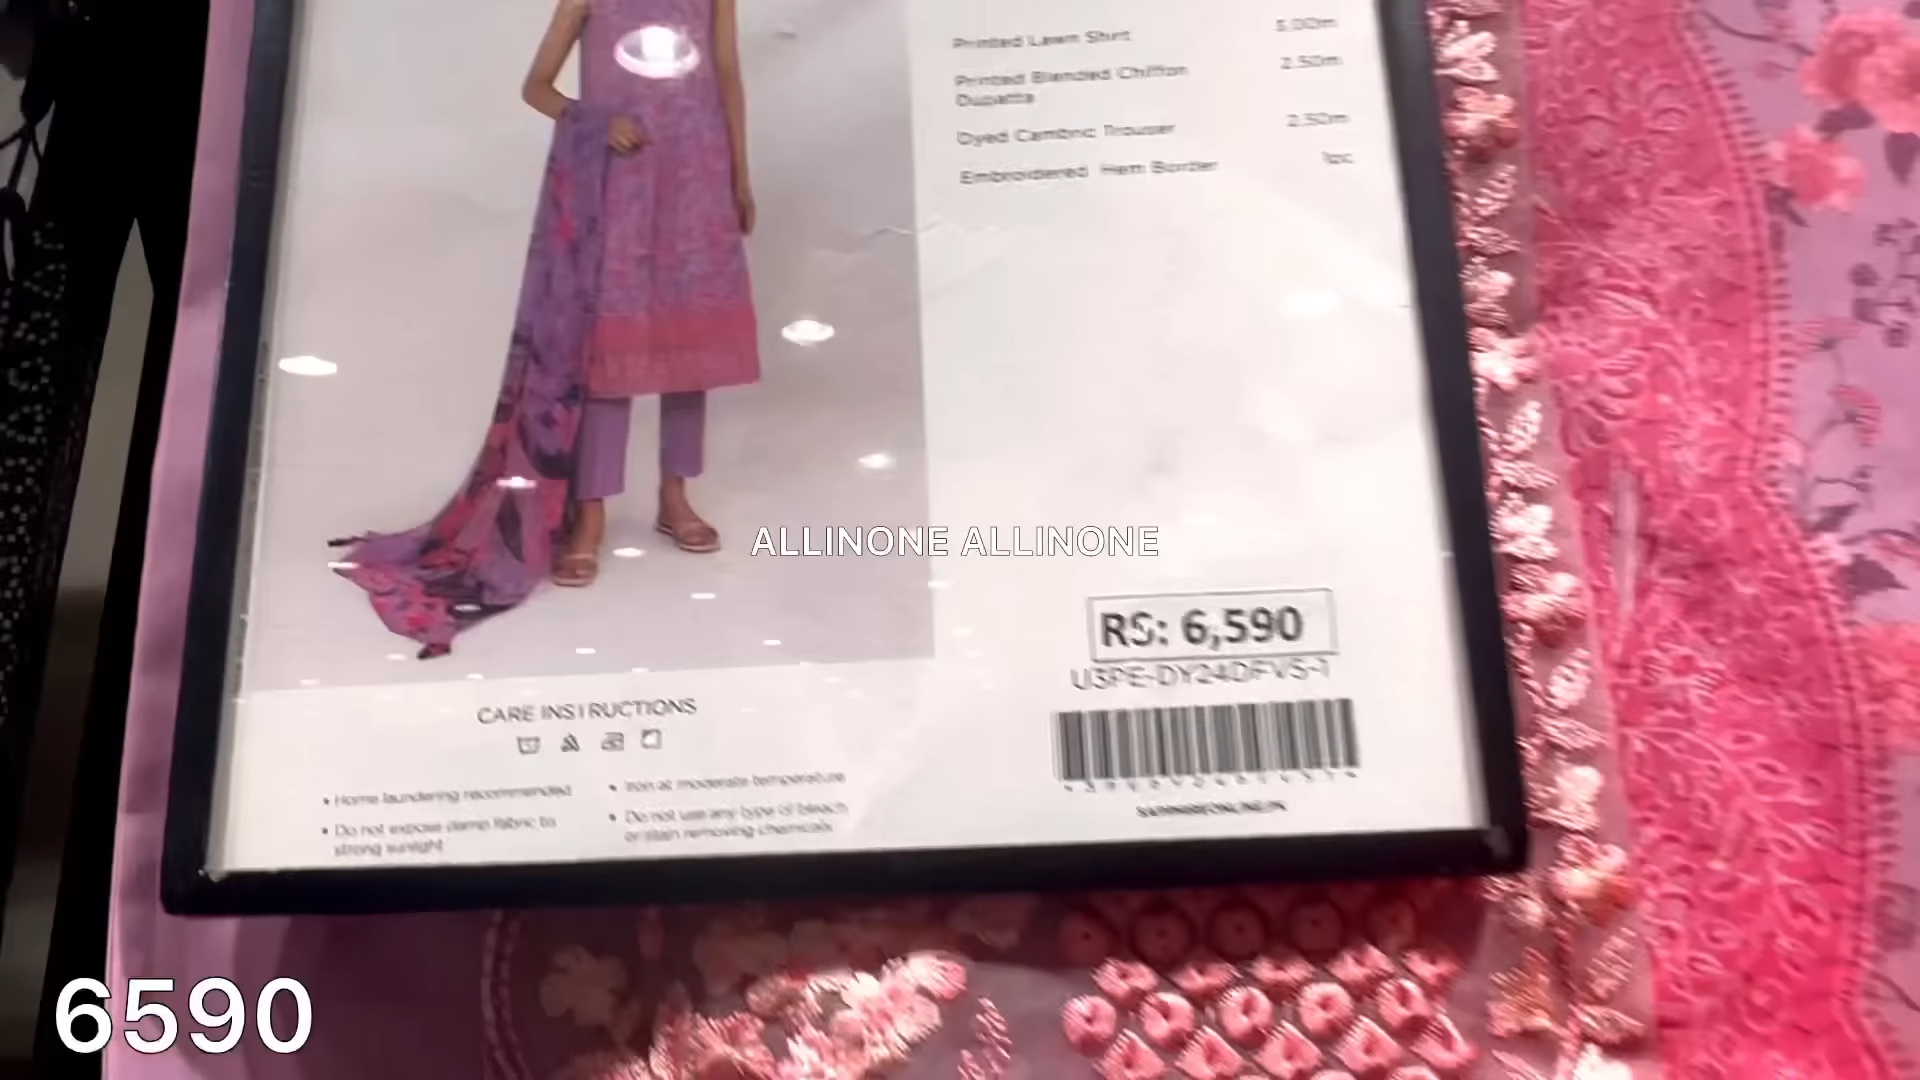 Printed Lawn Shirt 3.00m
Printed Blended Chiffon 2.50m
Dupatta
Dyed Cambric Trouser 2.50m
Embroidered Hem Border 1pc
ALLINONE ALLINONE
RS: 6,590
U3PE-DY24DFV5-1
CARE INSTRUCTIONS
• Home laundering recommended
• Do not expose damp fabric to
strong sunlight
• Iron at moderate temperature
• Do not use any type of bleach
or stain removing chemicals
6590